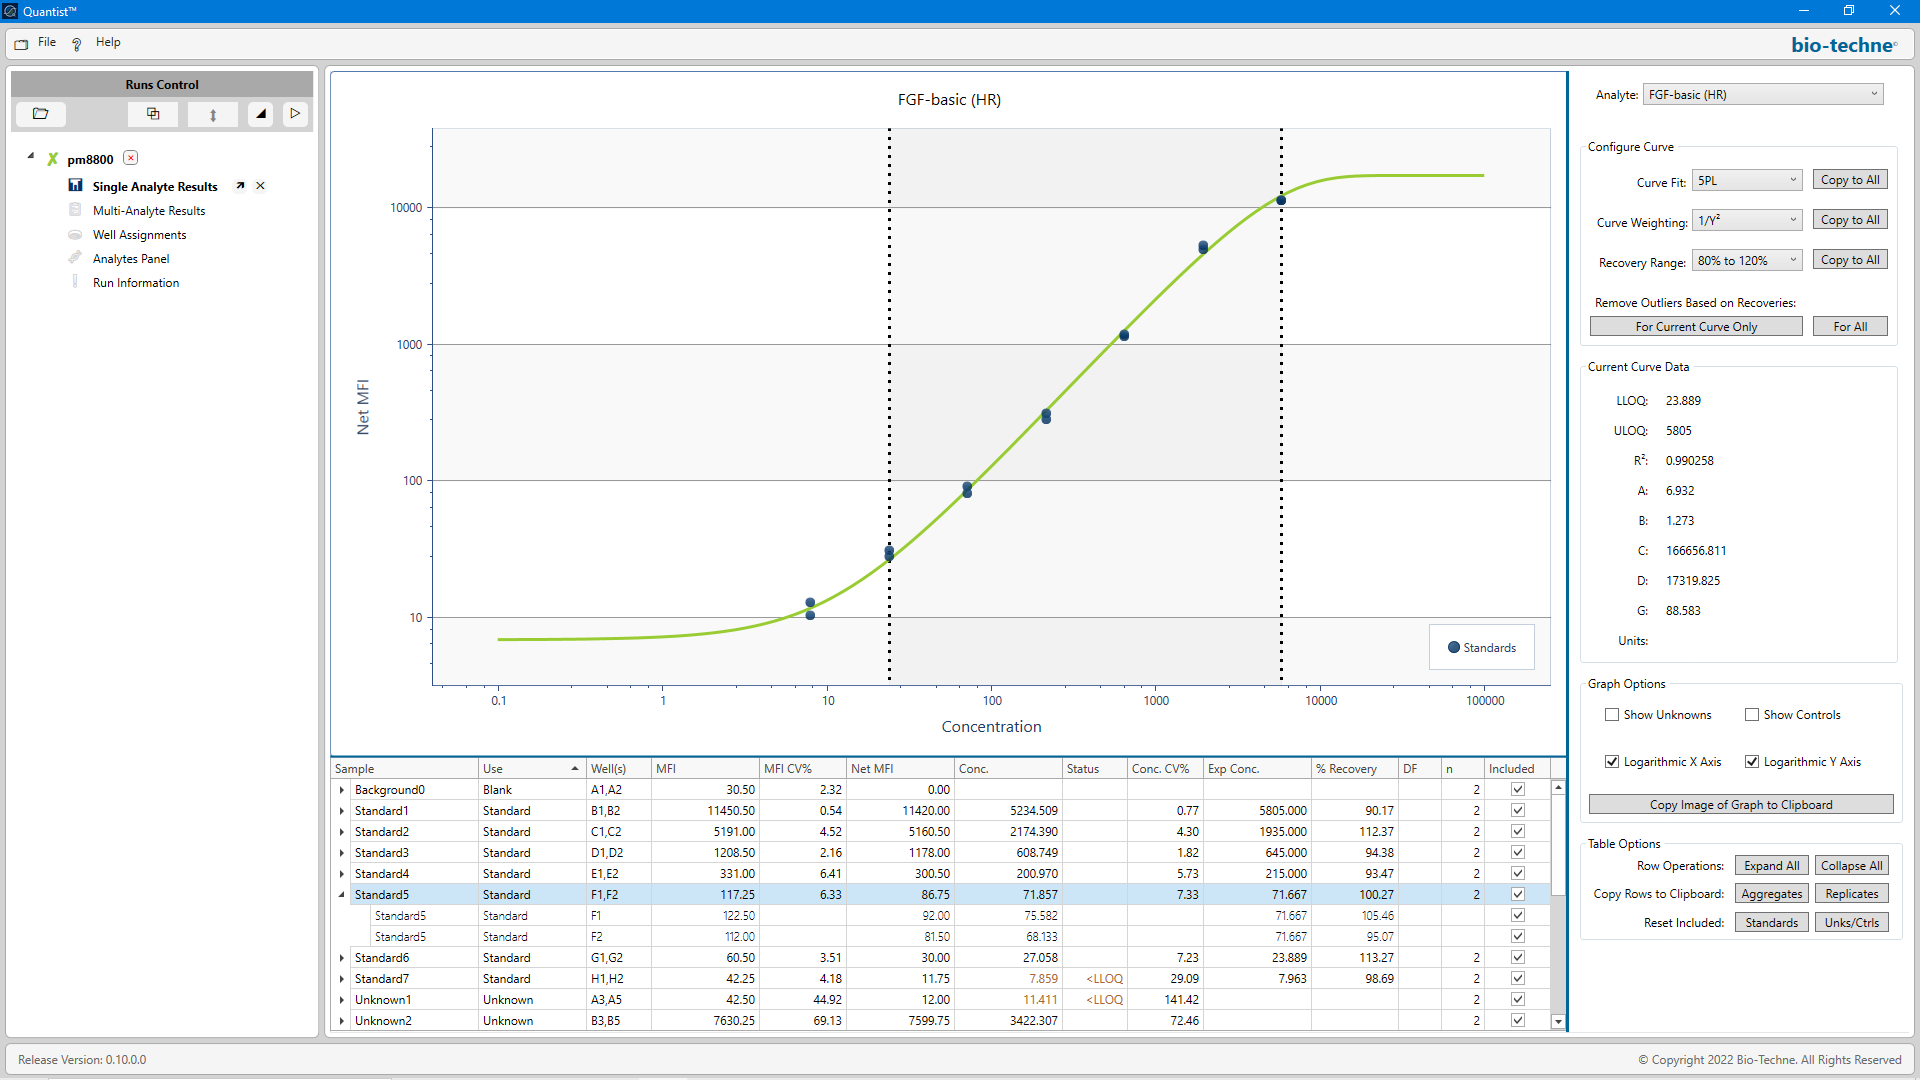 Quantist™
File Help
bio-techne®
Runs Control
pm8800
Single Analyte Results
Multi-Analyte Results
Well Assignments
Analytes Panel
Run Information
FGF-basic (HR)
Net MFI
10000
1000
100
10
0.1 1 10 100 1000 10000 100000
Concentration
Standards
Sample Use Well(s) MFI MFI CV% Net MFI Conc. Status Conc. CV% Exp Conc. % Recovery DF n Included
Background0 Blank A1,A2 30.50 2.32 0.00 2
Standard1 Standard B1,B2 11450.50 0.54 11420.00 5234.509 0.77 5805.000 90.17 2
Standard2 Standard C1,C2 5191.00 4.52 5160.50 2174.390 4.30 1935.000 112.37 2
Standard3 Standard D1,D2 1208.50 2.16 1178.00 608.749 1.82 645.000 94.38 2
Standard4 Standard E1,E2 331.00 6.41 300.50 200.970 5.73 215.000 93.47 2
Standard5 Standard F1,F2 117.25 6.33 86.75 71.857 7.33 71.667 100.27 2
Standard5 Standard F1 122.50 92.00 75.582 71.667 105.46
Standard5 Standard F2 112.00 81.50 68.133 71.667 95.07
Standard6 Standard G1,G2 60.50 3.51 30.00 27.058 7.23 23.889 113.27 2
Standard7 Standard H1,H2 42.25 4.18 11.75 7.859 <LLOQ 29.09 7.963 98.69 2
Unknown1 Unknown A3,A5 42.50 44.92 12.00 11.411 <LLOQ 141.42 2
Unknown2 Unknown B3,B5 7630.25 69.13 7599.75 3422.307 72.46 2
Analyte: FGF-basic (HR)
Configure Curve
Curve Fit: 5PL Copy to All
Curve Weighting: 1/Y² Copy to All
Recovery Range: 80% to 120% Copy to All
Remove Outliers Based on Recoveries:
For Current Curve Only For All
Current Curve Data
LLOQ: 23.889
ULOQ: 5805
R²: 0.990258
A: 6.932
B: 1.273
C: 166656.811
D: 17319.825
G: 88.583
Units:
Graph Options
Show Unknowns Show Controls
Logarithmic X Axis Logarithmic Y Axis
Copy Image of Graph to Clipboard
Table Options
Row Operations: Expand All Collapse All
Copy Rows to Clipboard: Aggregates Replicates
Reset Included: Standards Unks/Ctrls
Release Version: 0.10.0.0
© Copyright 2022 Bio-Techne. All Rights Reserved